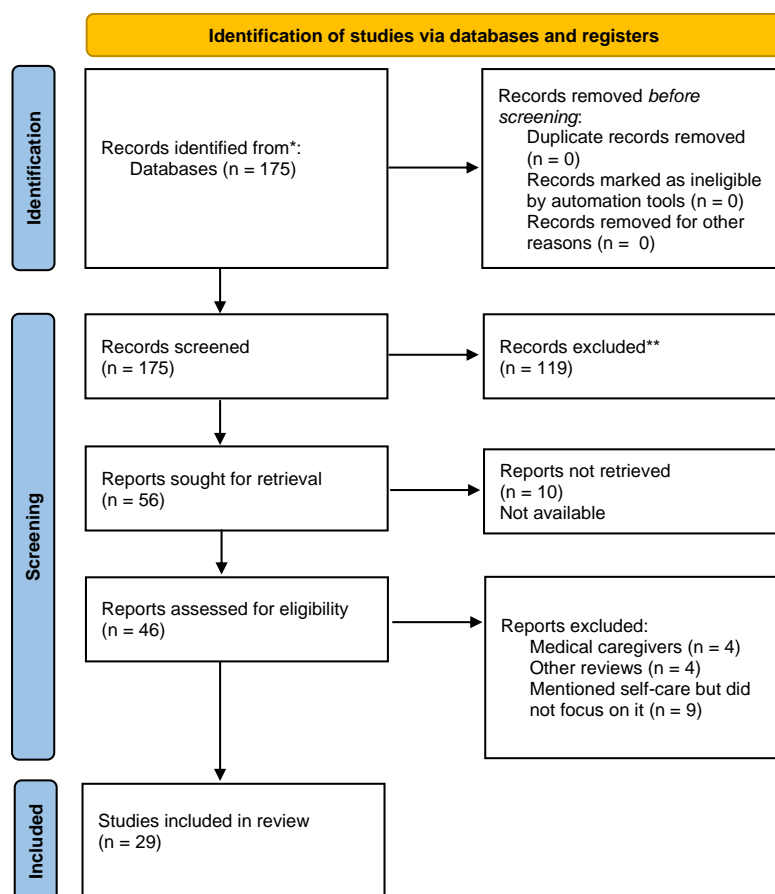 Identification of studies via databases and registers
Identification
Records identified from*:
Databases (n = 175)
Records removed before
screening:
Duplicate records removed
(n = 0)
Records marked as ineligible
by automation tools (n = 0)
Records removed for other
reasons (n =  0)
Screening
Records screened
(n = 175)
Records excluded**
(n = 119)
Reports sought for retrieval
(n = 56)
Reports not retrieved
(n = 10)
Not available
Reports assessed for eligibility
(n = 46)
Reports excluded:
Medical caregivers (n = 4)
Other reviews (n = 4)
Mentioned self-care but did
not focus on it (n = 9)
Included
Studies included in review
(n = 29)